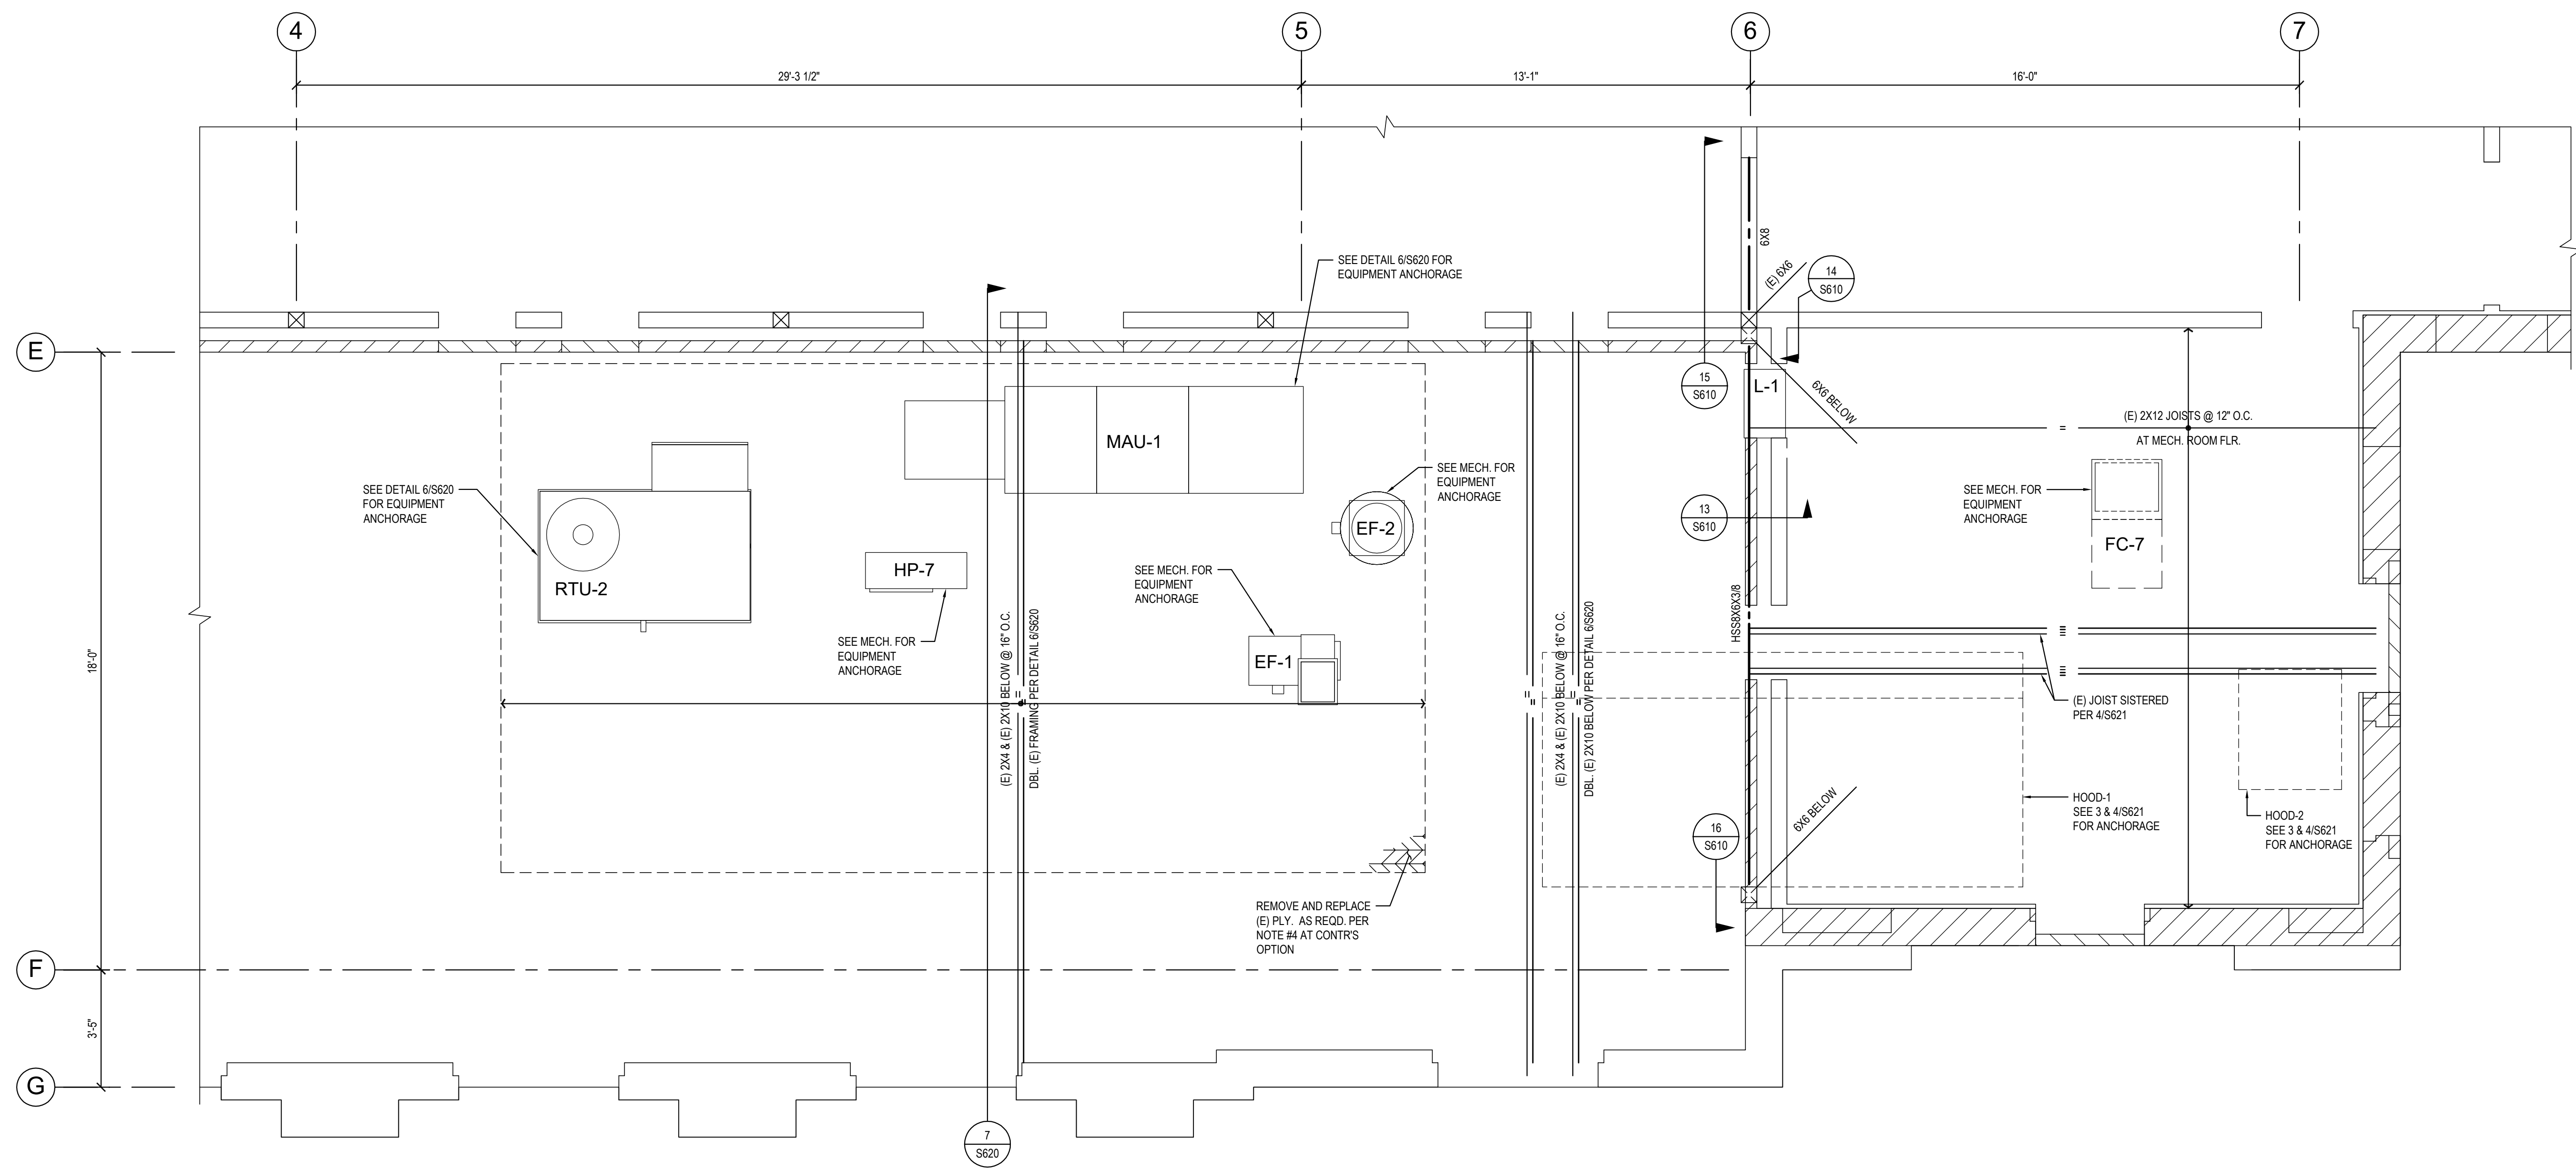 4
5
6
7
29'-3 1/2"
13'-1"
16'-0"
6X8
SEE DETAIL 6/S620 FOR
EQUIPMENT ANCHORAGE
(E) 6X6
14
S610
E
15
S610
L-1
6X6 BELOW
(E) 2X12 JOISTS @ 12" O.C.
AT MECH. ROOM FLR.
MAU-1
SEE MECH. FOR
EQUIPMENT
ANCHORAGE
EF-2
SEE DETAIL 6/S620
FOR EQUIPMENT
ANCHORAGE
RTU-2
13
S610
SEE MECH. FOR
EQUIPMENT
ANCHORAGE
FC-7
HP-7
SEE MECH. FOR
EQUIPMENT
ANCHORAGE
SEE MECH. FOR
EQUIPMENT
ANCHORAGE
EF-1
(E) 2X4 & (E) 2X10 BELOW @ 16" O.C.
DBL. (E) FRAMING PER DETAIL 6/S620
(E) 2X4 & (E) 2X10 BELOW @ 16" O.C.
DBL. (E) 2X10 BELOW PER DETAIL 6/S620
HSS8X6X3/8
18'-0"
(E) JOIST SISTERED
PER 4/S621
6X6 BELOW
16
S610
HOOD-1
SEE 3 & 4/S621
FOR ANCHORAGE
HOOD-2
SEE 3 & 4/S621
FOR ANCHORAGE
REMOVE AND REPLACE
(E) PLY. AS REQD. PER
NOTE #4 AT CONTR'S
OPTION
F
3'-5"
G
7
S620